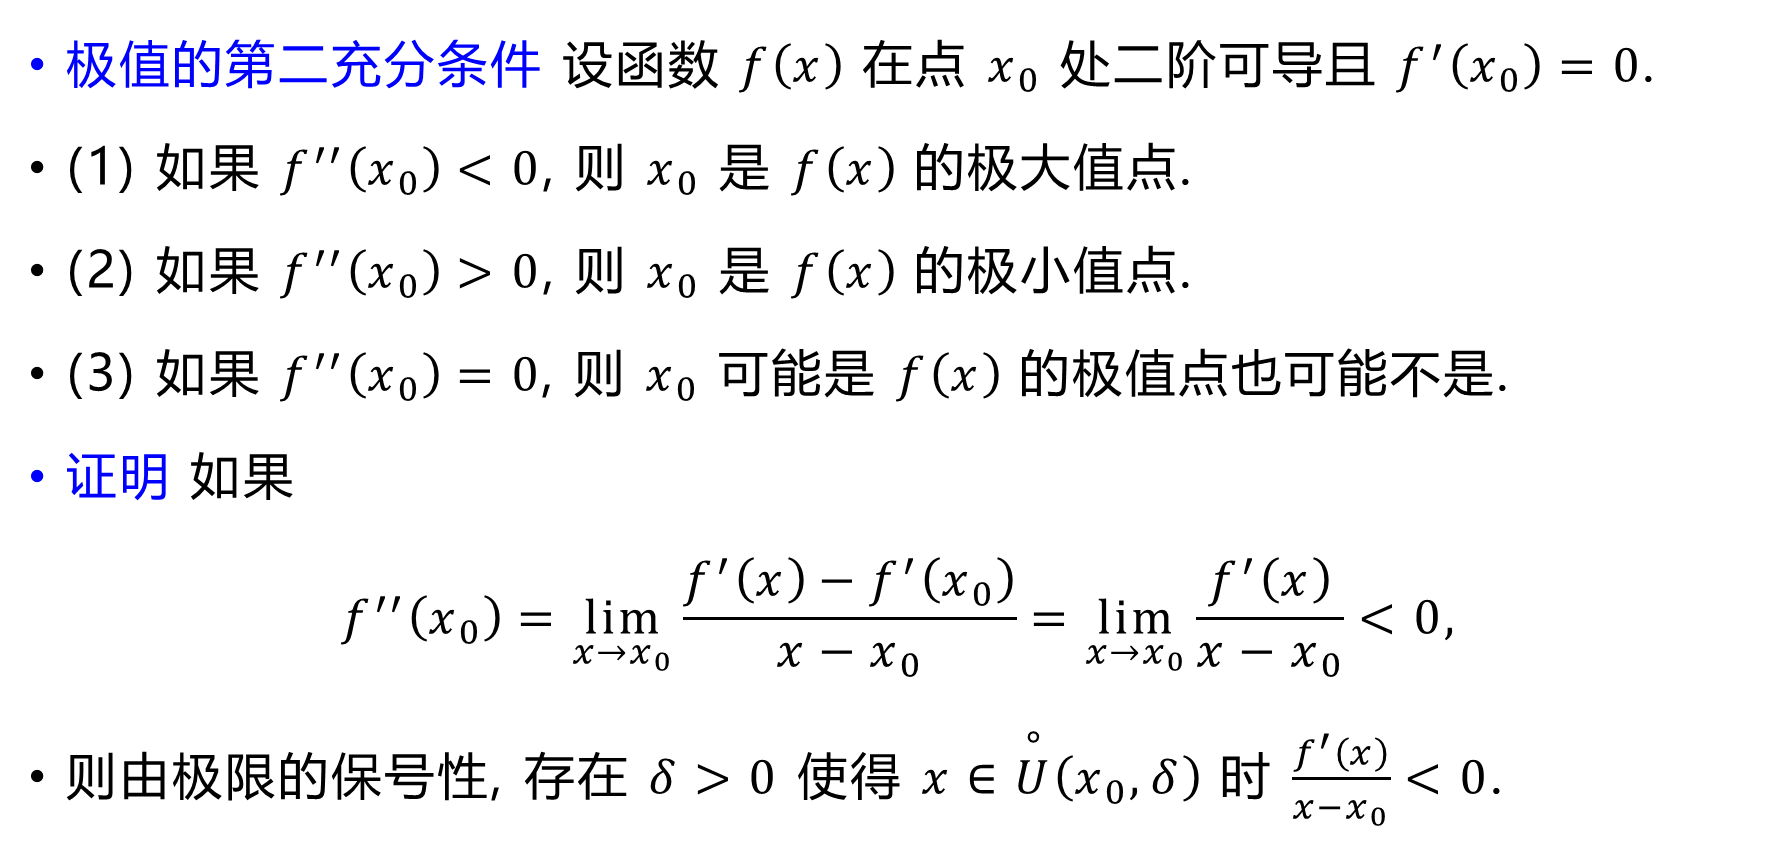 • 极值的第二充分条件 设函数 f(x) 在点 x₀ 处二阶可导且 f′(x₀) = 0.
• (1) 如果 f″(x₀) < 0, 则 x₀ 是 f(x) 的极大值点.
• (2) 如果 f″(x₀) > 0, 则 x₀ 是 f(x) 的极小值点.
• (3) 如果 f″(x₀) = 0, 则 x₀ 可能是 f(x) 的极值点也可能不是.
• 证明 如果
f″(x₀) = lim_{x→x₀} \frac{f′(x) − f′(x₀)}{x − x₀} = lim_{x→x₀} \frac{f′(x)}{x − x₀} < 0,
• 则由极限的保号性, 存在 δ > 0 使得 x ∈ Ů(x₀, δ) 时 \frac{f′(x)}{x−x₀} < 0.